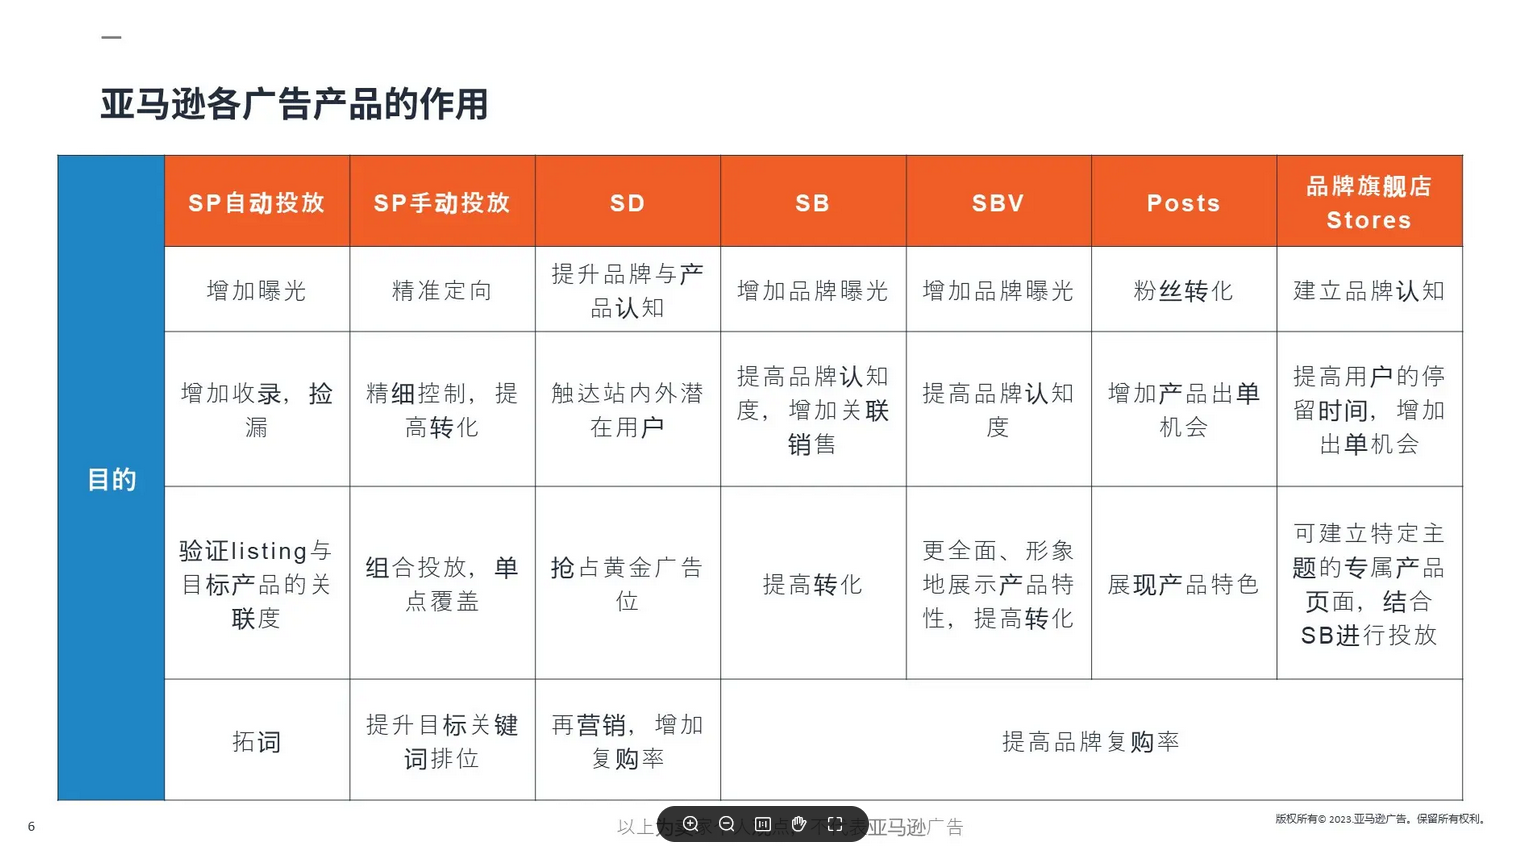 亚马逊各广告产品的作用
目的
SP自动投放
SP手动投放
SD
SB
SBV
Posts
品牌旗舰店
Stores
增加曝光
精准定向
提升品牌与产
品认知
增加品牌曝光
增加品牌曝光
粉丝转化
建立品牌认知
增加收录，捡
漏
精细控制，提
高转化
触达站内外潜
在用户
提高品牌认知
度，增加关联
销售
提高品牌认知
度
增加产品出单
机会
提高用户的停
留时间，增加
出单机会
验证listing与
目标产品的关
联度
组合投放，单
点覆盖
抢占黄金广告
位
提高转化
更全面、形象
地展示产品特
性，提高转化
展现产品特色
可建立特定主
题的专属产品
页面，结合
SB进行投放
拓词
提升目标关键
词排位
再营销，增加
复购率
提高品牌复购率
6
以上为卖家个人观点，不代表亚马逊广告
版权所有© 2023.亚马逊广告。保留所有权利。